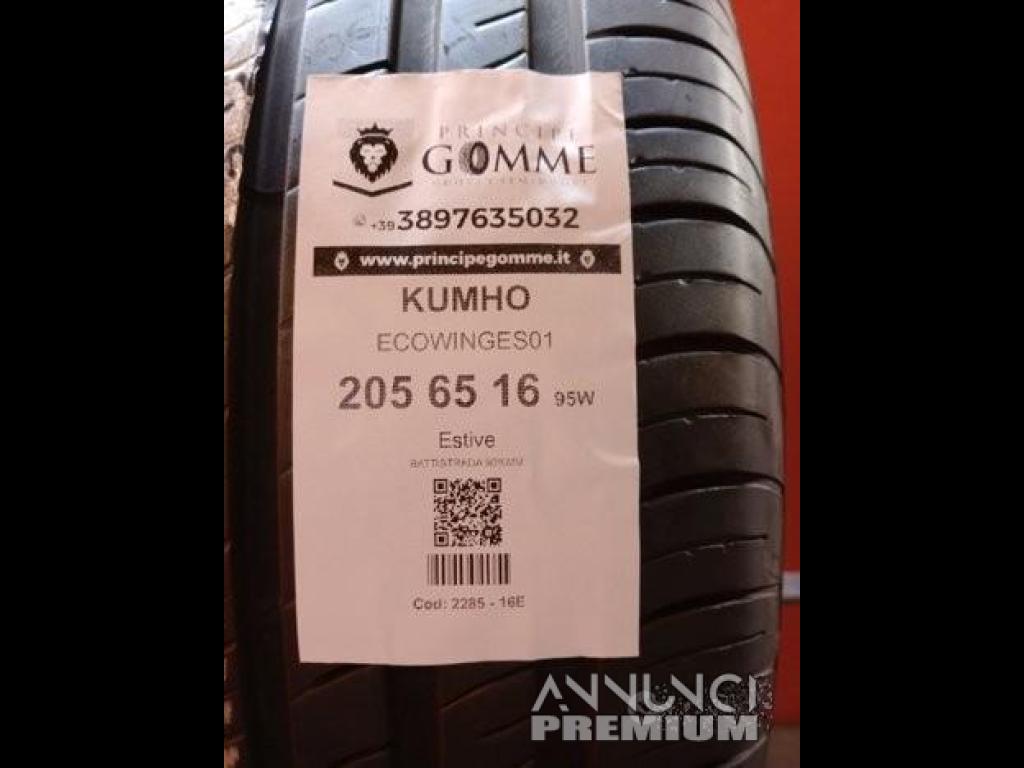 PRINCIPE
GOMME
+39 3897635032
www.principegomme.it
KUMHO
ECOWINGES01
205 65 16 95W
Estive
BATTISTRADA
Cod: 2285 - 16E
ANNUNCI
PREMIUM